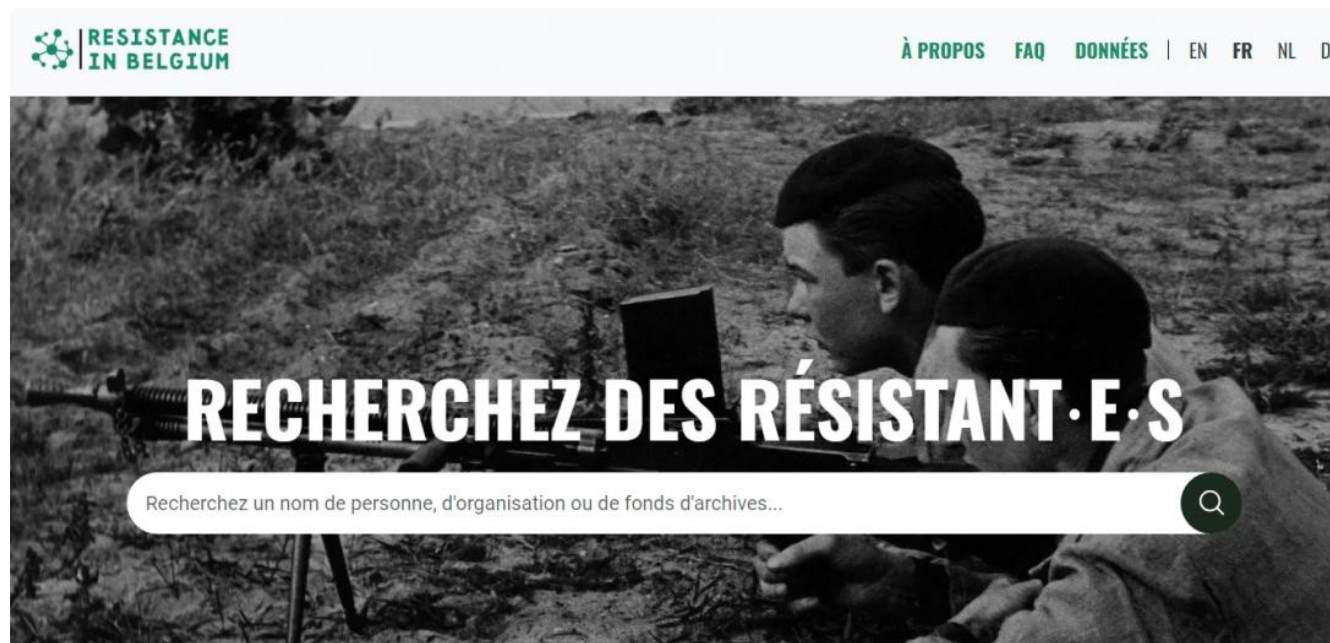 RESISTANCE
IN BELGIUM
À PROPOS FAQ DONNÉES | EN FR NL D
RECHERCHEZ DES RÉSISTANT·E·S
Recherchez un nom de personne, d'organisation ou de fonds d'archives...